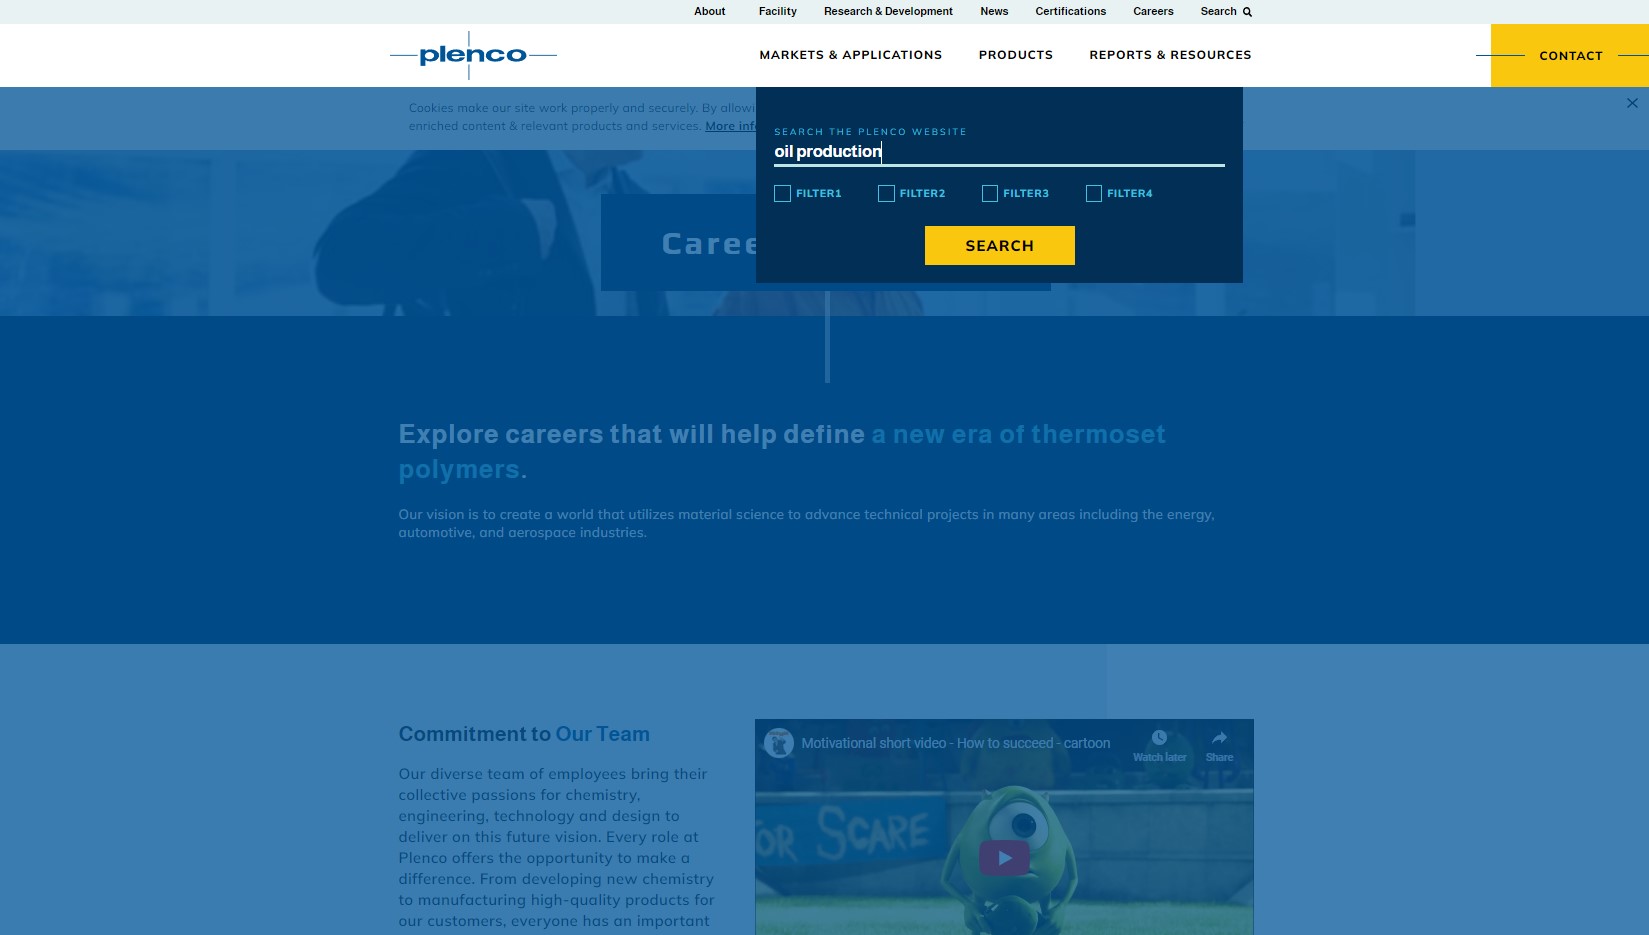 About Facility Research & Development News Certifications Careers Search
plenco MARKETS & APPLICATIONS PRODUCTS REPORTS & RESOURCES CONTACT
Cookies make our site work properly and securely. By
enriched content & relevant products and services. More
SEARCH THE PLENCO WEBSITE
oil production
FILTER1 FILTER2 FILTER3 FILTER4
SEARCH
Explore careers that will help define a new era of thermoset
polymers.
Our vision is to create a world that utilizes material science to advance technical projects in many areas including the energy,
automotive, and aerospace industries.
Commitment to Our Team
Our diverse team of employees bring their
collective passions for chemistry,
engineering, technology and design to
deliver on this future vision. Every role at
Plenco offers the opportunity to make a
difference. From developing new chemistry
to manufacturing high-quality products for
our customers, everyone has an important
Motivational short video - How to succeed - cartoon
Watch later Share
OR SCARE